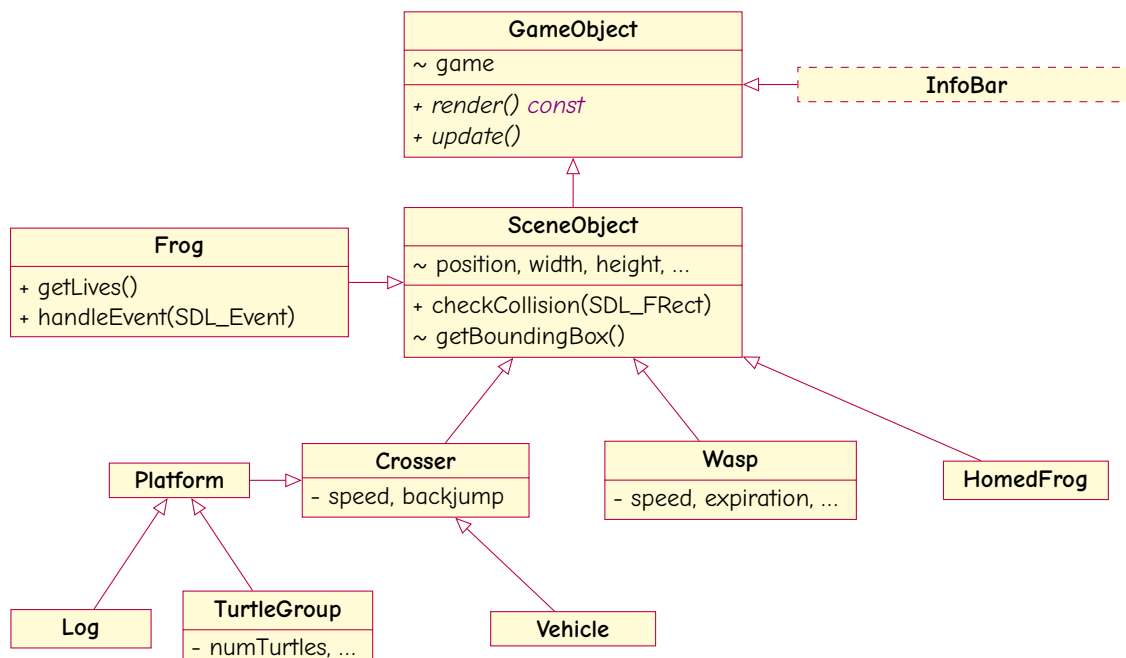 GameObject
~ game
+ render() const
+ update()
InfoBar
Frog
+ getLives()
+ handleEvent(SDL_Event)
SceneObject
~ position, width, height, ...
+ checkCollision(SDL_FRect)
~ getBoundingBox()
Platform
Crosser
- speed, backjump
Wasp
- speed, expiration, ...
HomedFrog
Log
TurtleGroup
- numTurtles, ...
Vehicle